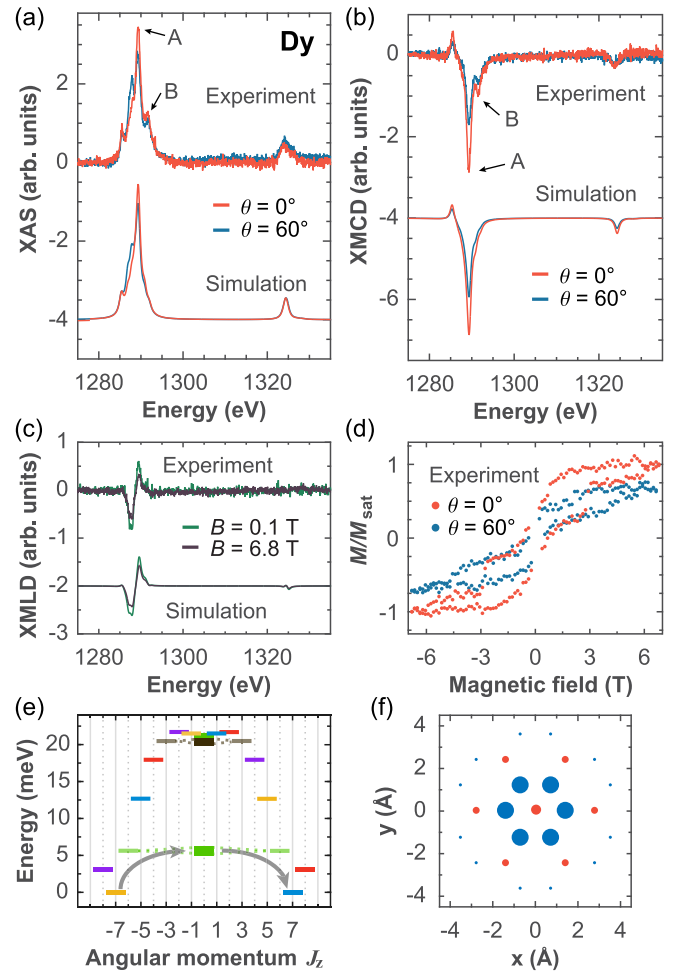 (a)
Dy
A
B
Experiment
θ = 0°
θ = 60°
Simulation
XAS (arb. units)
2
0
-2
-4
1280 1300 1320
Energy (eV)
(b)
0
-2
-4
-6
B
Experiment
A
Simulation
θ = 0°
θ = 60°
XMCD (arb. units)
1280 1300 1320
Energy (eV)
(c)
1
0
-1
-2
-3
Experiment
B = 0.1 T
B = 6.8 T
Simulation
XMLD (arb. units)
1280 1300 1320
Energy (eV)
(d)
1
0
-1
Experiment
θ = 0°
θ = 60°
M/Msat
-6 -3 0 3 6
Magnetic field (T)
(e)
20
15
10
5
0
Energy (meV)
-7 -5 -3 -1 1 3 5 7
Angular momentum Jz
(f)
4
2
0
-2
-4
y (Å)
-4 -2 0 2 4
x (Å)